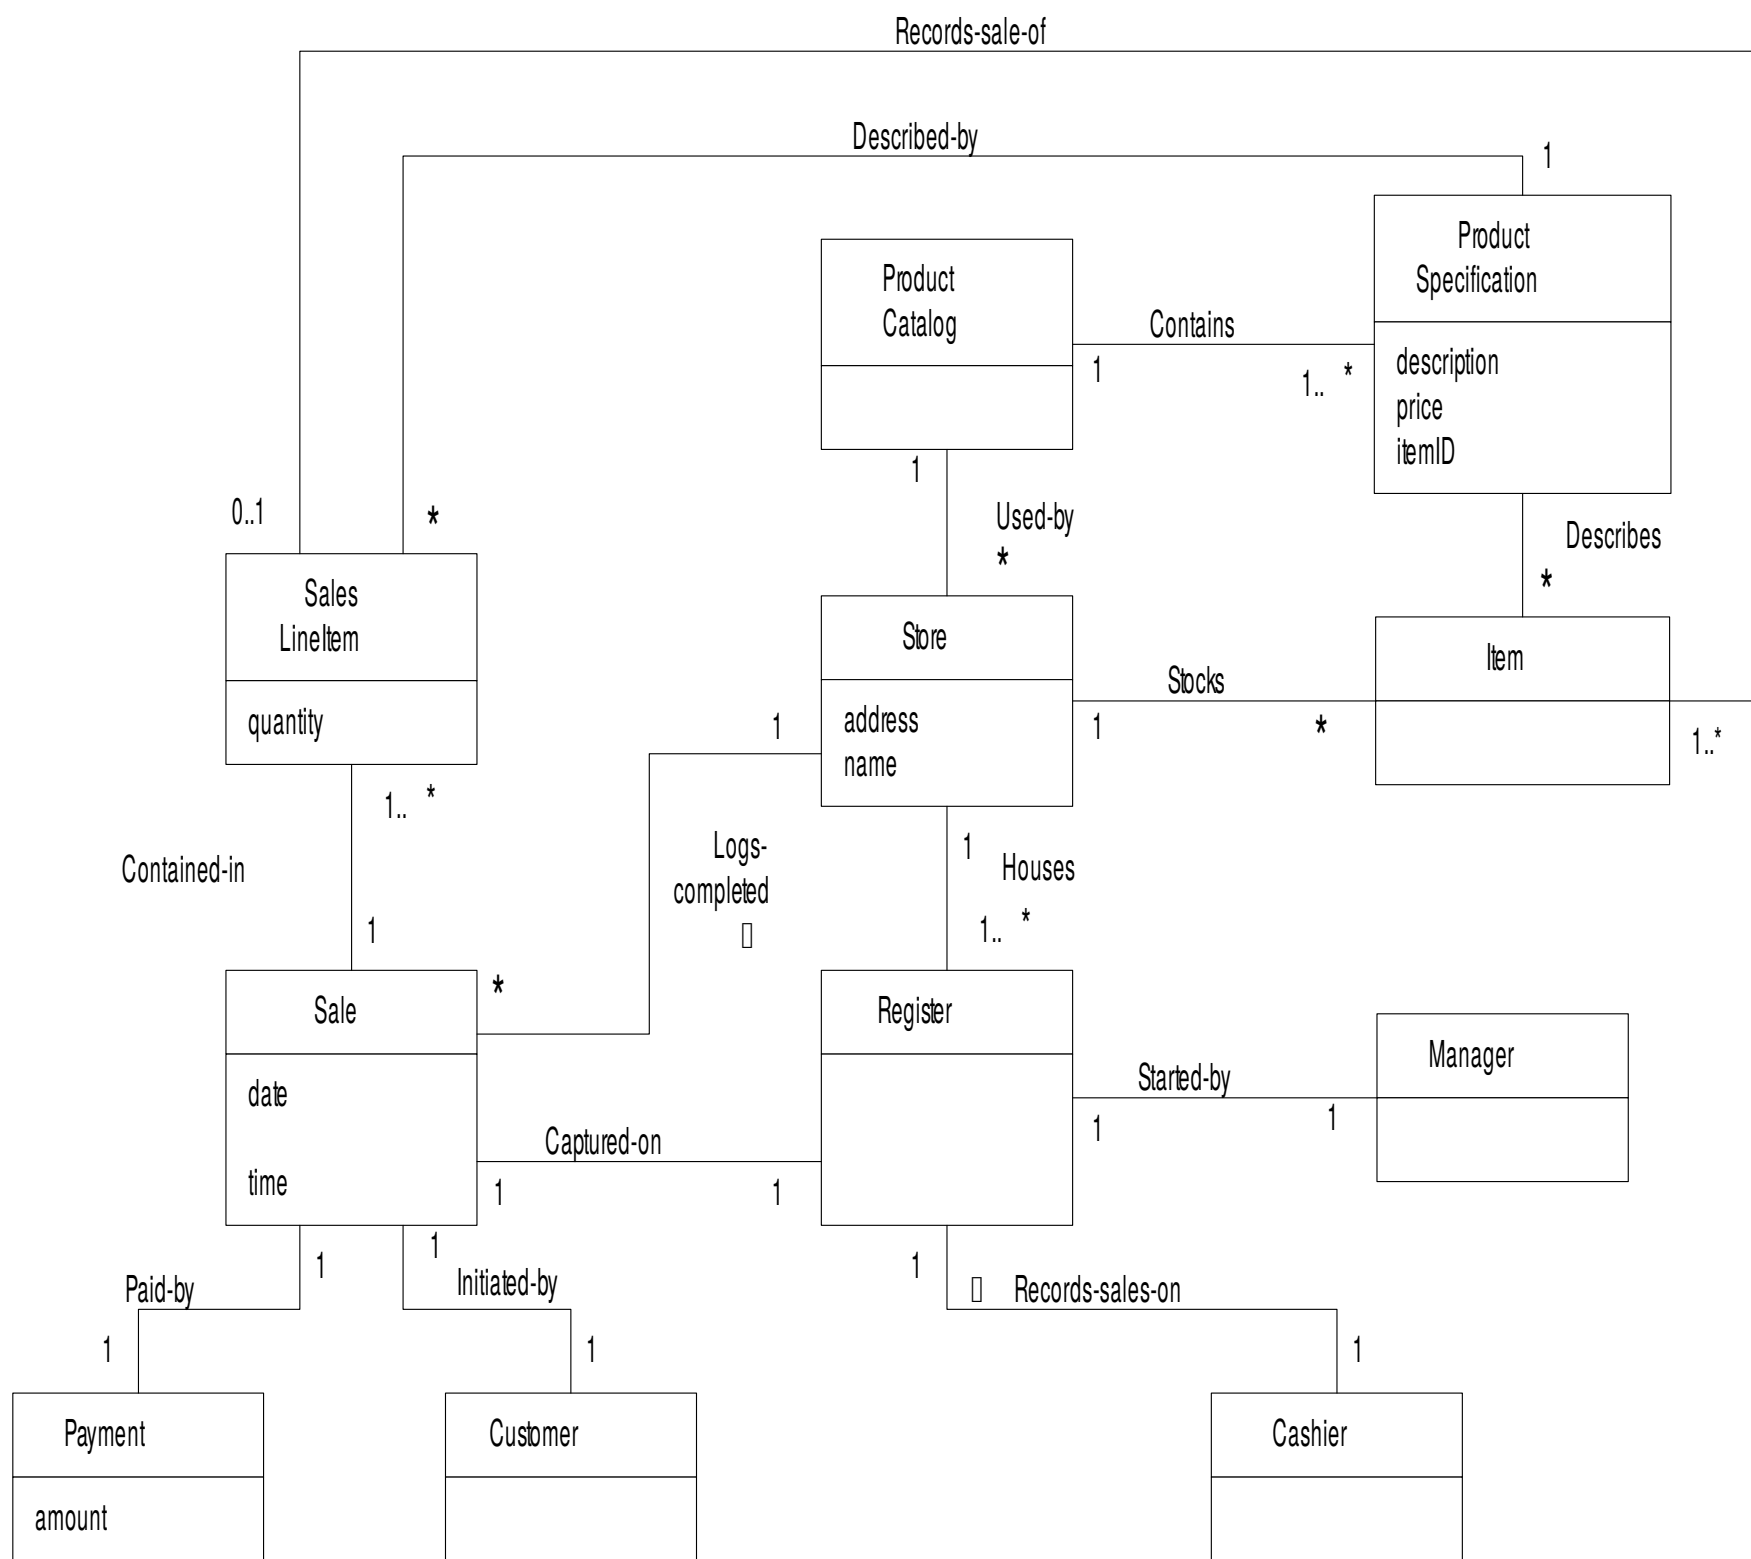 Records-sale-of
Described-by
1
Product
Specification
description
price
itemID
Product
Catalog
Contains
1
1.. *
1
Used-by
*
Describes
*
0..1
*
Sales
LineItem
quantity
Store
address
name
Stocks
1
*
Item
1..*
1
1.. *
Contained-in
1
Logs-
completed
*
1
Houses
1.. *
Sale
date
time
Register
Manager
Started-by
1
1
Captured-on
1
1
1
Paid-by
1
1
Initiated-by
1
1
Records-sales-on
1
Payment
amount
Customer
Cashier